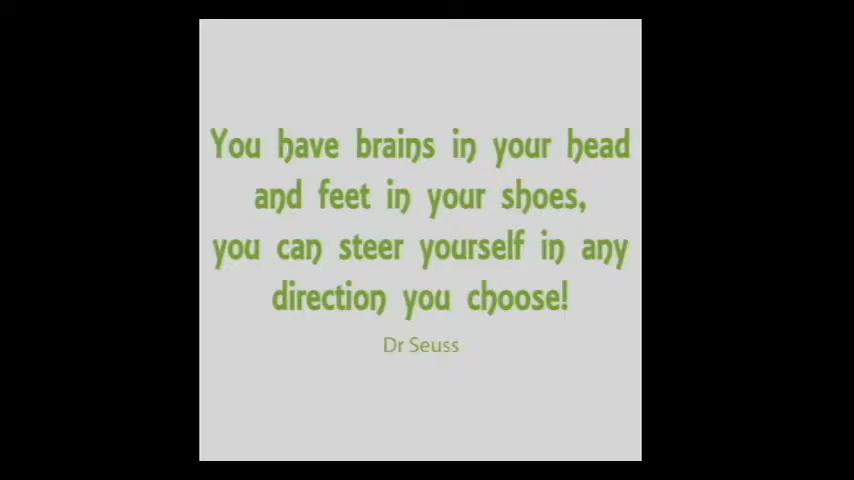 You have brains in your head
and feet in your shoes,
you can steer yourself in any
direction you choose!
Dr Seuss